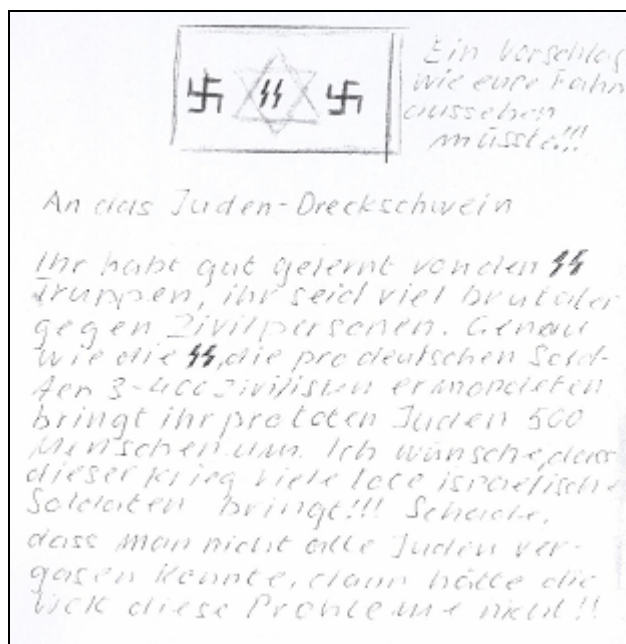 SS
Ein Vorschlag
wie eure Fahn
aussehen
müsste!!!
An das Juden-Dreckschwein
Ihr habt gut gelernt von den SS
truppen, ihr seid viel brutaler
gegen Zivilpersonen. Genau
wie die SS, die pro deutschen Sold-
ten 3-400 Zivilisten ermordeten
bringt ihr pro toten Juden 500
Menschen um. Ich wünsche, dass
dieser Krieg viele tote israelische
Soldaten bringt!!! Schade,
dass man nicht alle Juden ver-
gasen konnte, dann hätte die
diese Probleme nicht!!